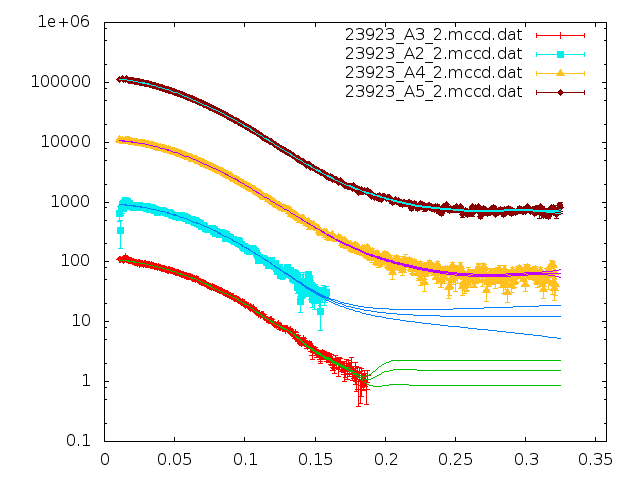 1e+06
100000
10000
1000
100
10
1
0.1
23923_A3_2.mccd.dat
23923_A2_2.mccd.dat
23923_A4_2.mccd.dat
23923_A5_2.mccd.dat
0 0.05 0.1 0.15 0.2 0.25 0.3 0.35